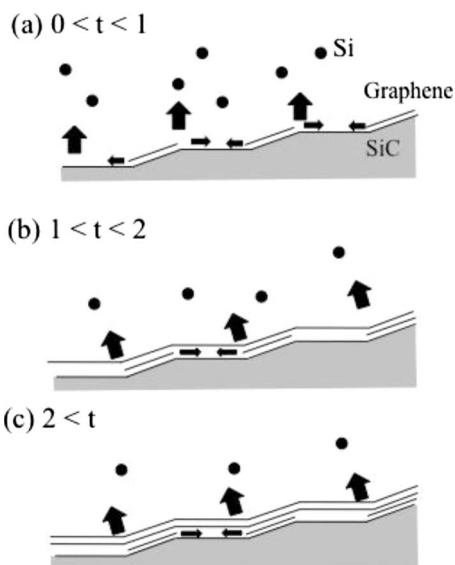 (a) 0 < t < 1
Si
Graphene
SiC
(b) 1 < t < 2
(c) 2 < t